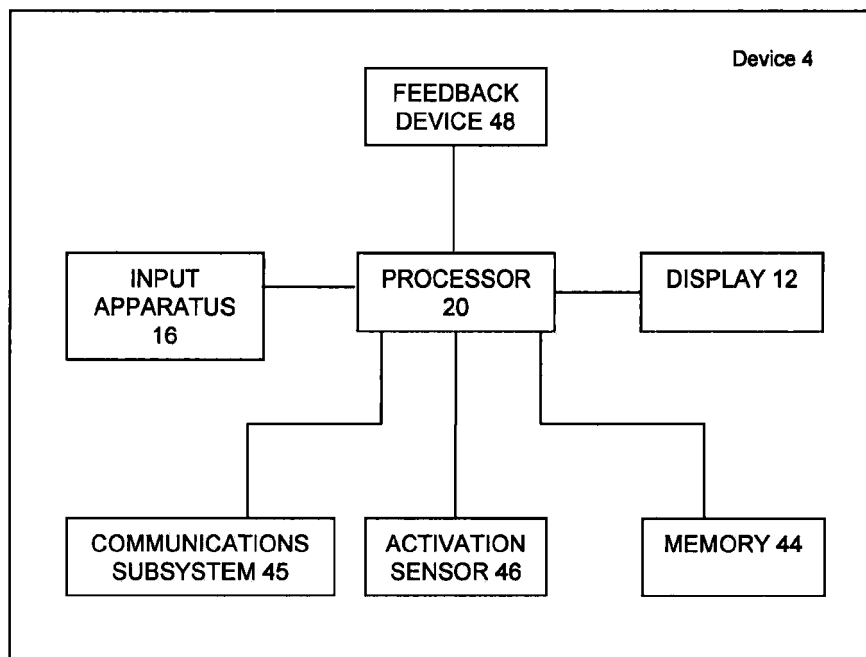 Device 4
FEEDBACK
DEVICE 48
INPUT
APPARATUS
16
PROCESSOR
20
DISPLAY 12
COMMUNICATIONS
SUBSYSTEM 45
ACTIVATION
SENSOR 46
MEMORY 44